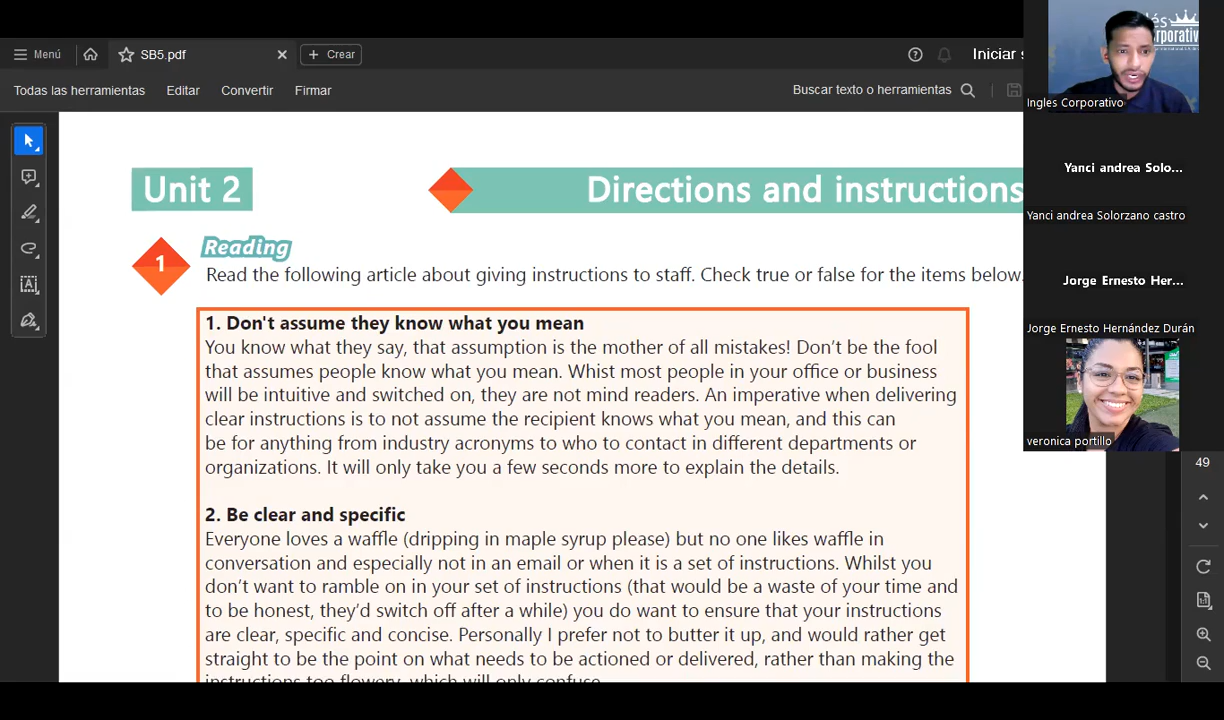 Menú
SB5.pdf
Crear
Iniciar s
Todas las herramientas
Editar
Convertir
Firmar
Buscar texto o herramientas
Unit 2
Directions and instructions
1
Reading
Read the following article about giving instructions to staff. Check true or false for the items below.
1. Don't assume they know what you mean
You know what they say, that assumption is the mother of all mistakes! Don't be the fool
that assumes people know what you mean. Whist most people in your office or business
will be intuitive and switched on, they are not mind readers. An imperative when delivering
clear instructions is to not assume the recipient knows what you mean, and this can
be for anything from industry acronyms to who to contact in different departments or
organizations. It will only take you a few seconds more to explain the details.
2. Be clear and specific
Everyone loves a waffle (dripping in maple syrup please) but no one likes waffle in
conversation and especially not in an email or when it is a set of instructions. Whilst you
don't want to ramble on in your set of instructions (that would be a waste of your time and
to be honest, they'd switch off after a while) you do want to ensure that your instructions
are clear, specific and concise. Personally I prefer not to butter it up, and would rather get
straight to be the point on what needs to be actioned or delivered, rather than making the
instructions too flowery, which will only confuse.
és
orporativ
Ingles Corporativo
Yanci andrea Solo...
Yanci andrea Solorzano castro
Jorge Ernesto Her...
Jorge Ernesto Hernández Durán
veronica portillo
49